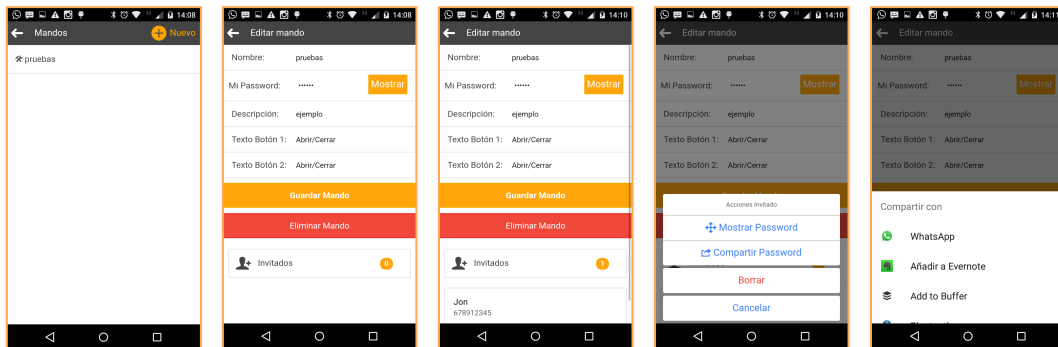 14:08
Mandos
Nuevo
pruebas
14:08
Editar mando
Nombre: pruebas
Mi Password: ...... Mostrar
Descripción: ejemplo
Texto Botón 1: Abrir/Cerrar
Texto Botón 2: Abrir/Cerrar
Guardar Mando
Eliminar Mando
Invitados 0
14:10
Editar mando
Nombre: pruebas
Mi Password: ...... Mostrar
Descripción: ejemplo
Texto Botón 1: Abrir/Cerrar
Texto Botón 2: Abrir/Cerrar
Guardar Mando
Eliminar Mando
Invitados 1
Jon
678912345
14:10
Editar mando
Nombre: pruebas
Mi Password: ...... Mostrar
Descripción: ejemplo
Texto Botón 1: Abrir/Cerrar
Texto Botón 2: Abrir/Cerrar
Acciones Invitado
Mostrar Password
Compartir Password
Borrar
Cancelar
14:11
Editar mando
Nombre: pruebas
Mi Password: ...... Mostrar
Descripción: ejemplo
Texto Botón 1: Abrir/Cerrar
Texto Botón 2: Abrir/Cerrar
Compartir con
WhatsApp
Añadir a Evernote
Add to Buffer